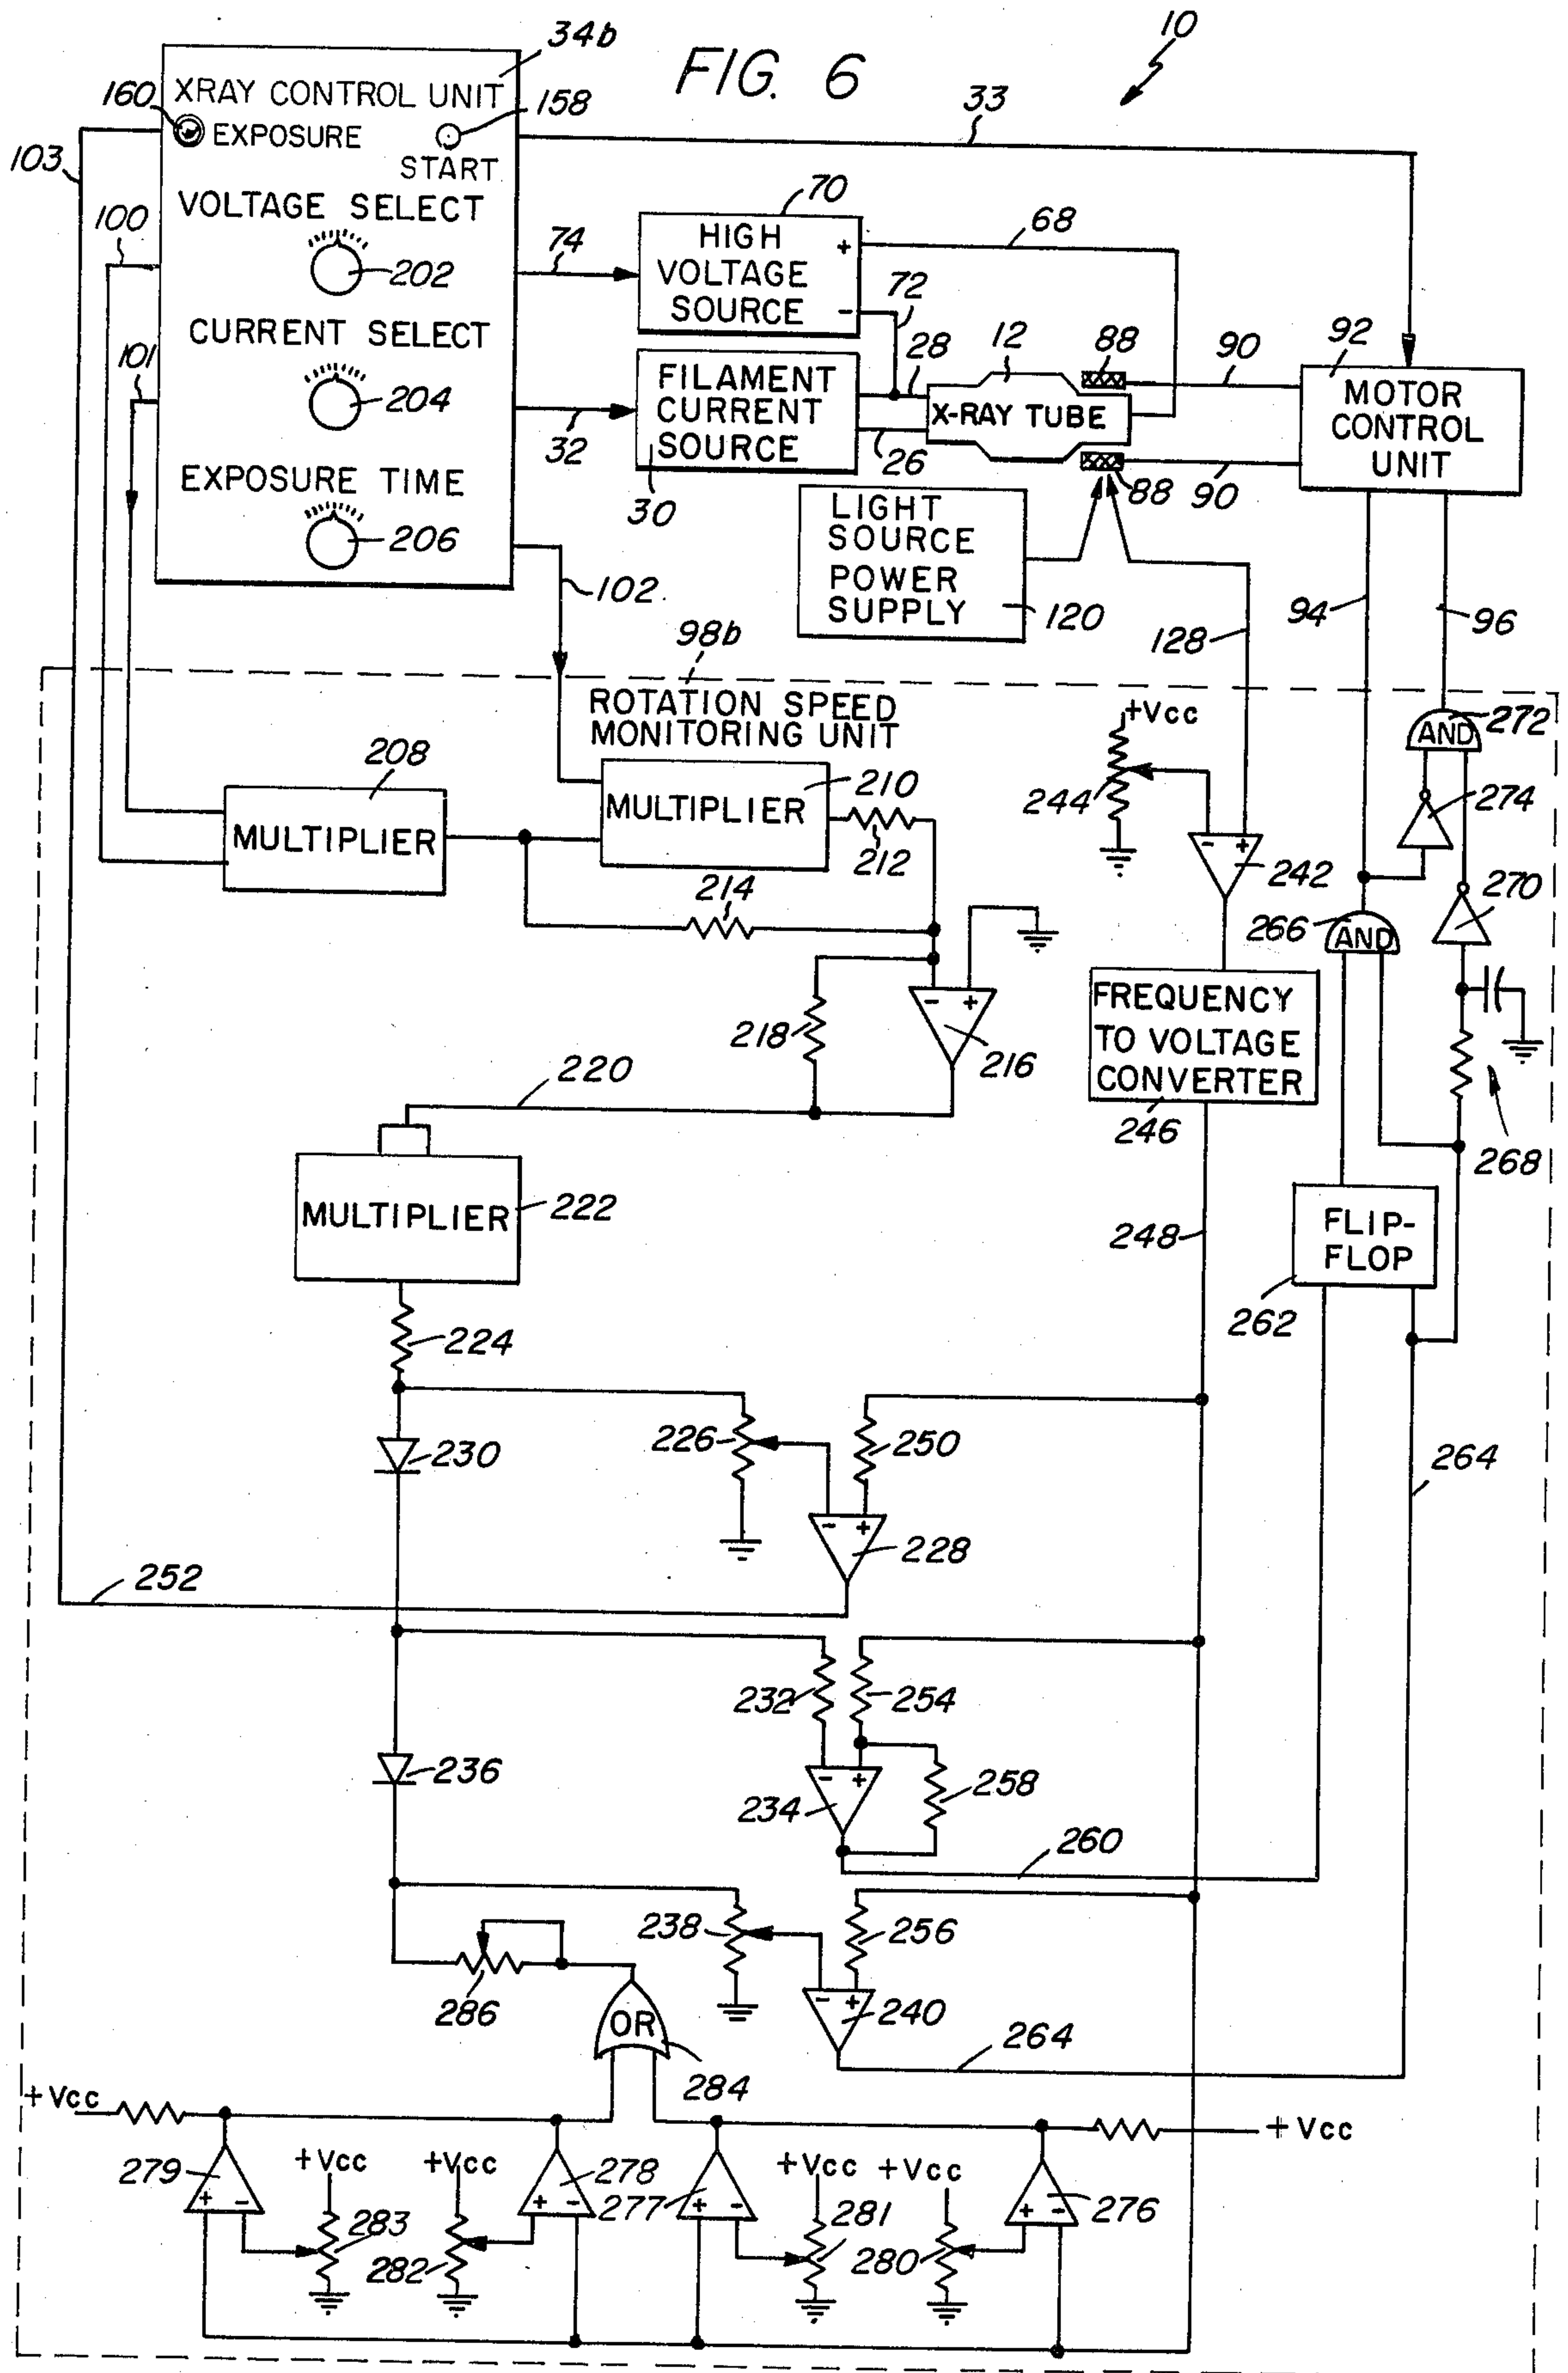 FIG. 6
10
34b
XRAY CONTROL UNIT
160
EXPOSURE
158
START
33
103
VOLTAGE SELECT
100
202
74
70
HIGH
VOLTAGE
SOURCE
+
-
68
72
CURRENT SELECT
101
204
32
FILAMENT
CURRENT
SOURCE
30
28
26
12
X-RAY TUBE
88
88
90
90
92
MOTOR
CONTROL
UNIT
EXPOSURE TIME
206
102
LIGHT
SOURCE
POWER
SUPPLY
120
128
94
96
98b
ROTATION SPEED
MONITORING UNIT
208
MULTIPLIER
210
MULTIPLIER
212
214
+Vcc
244
- +
242
AND
272
274
270
266
AND
218
- +
216
220
FREQUENCY
TO VOLTAGE
CONVERTER
246
268
MULTIPLIER
222
248
FLIP-
FLOP
262
224
226
250
230
- +
228
264
252
232
254
236
- +
234
258
260
238
256
286
OR
284
- +
240
264
+Vcc
+Vcc
279
+ -
+Vcc
283
+Vcc
282
278
+ -
277
+ -
+Vcc
281
+Vcc
280
276
+ -